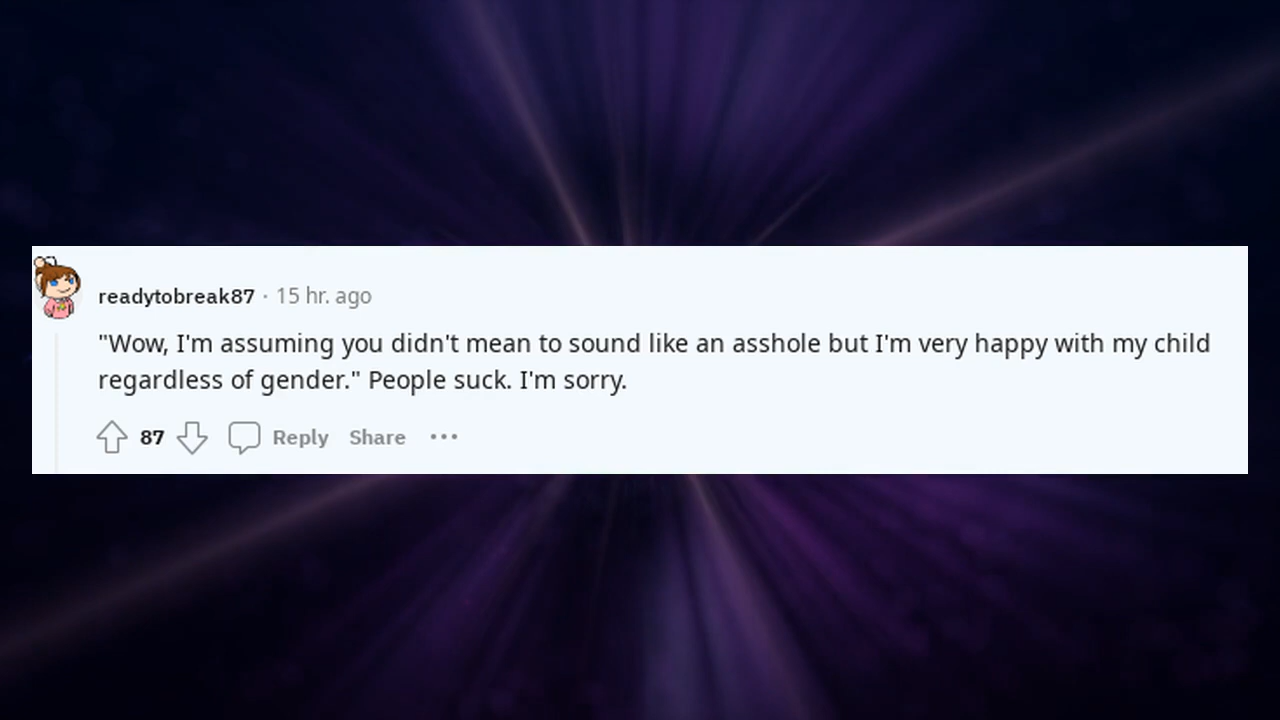 readytobreak87 · 15 hr. ago
"Wow, I'm assuming you didn't mean to sound like an asshole but I'm very happy with my child
regardless of gender." People suck. I'm sorry.
87 Reply Share ···